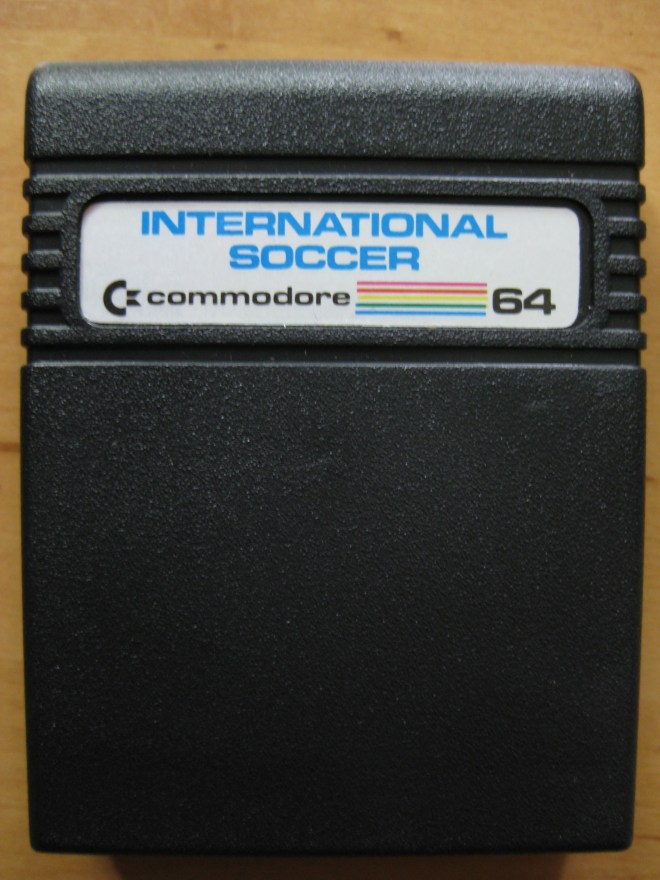 INTERNATIONAL
SOCCER
commodore 64